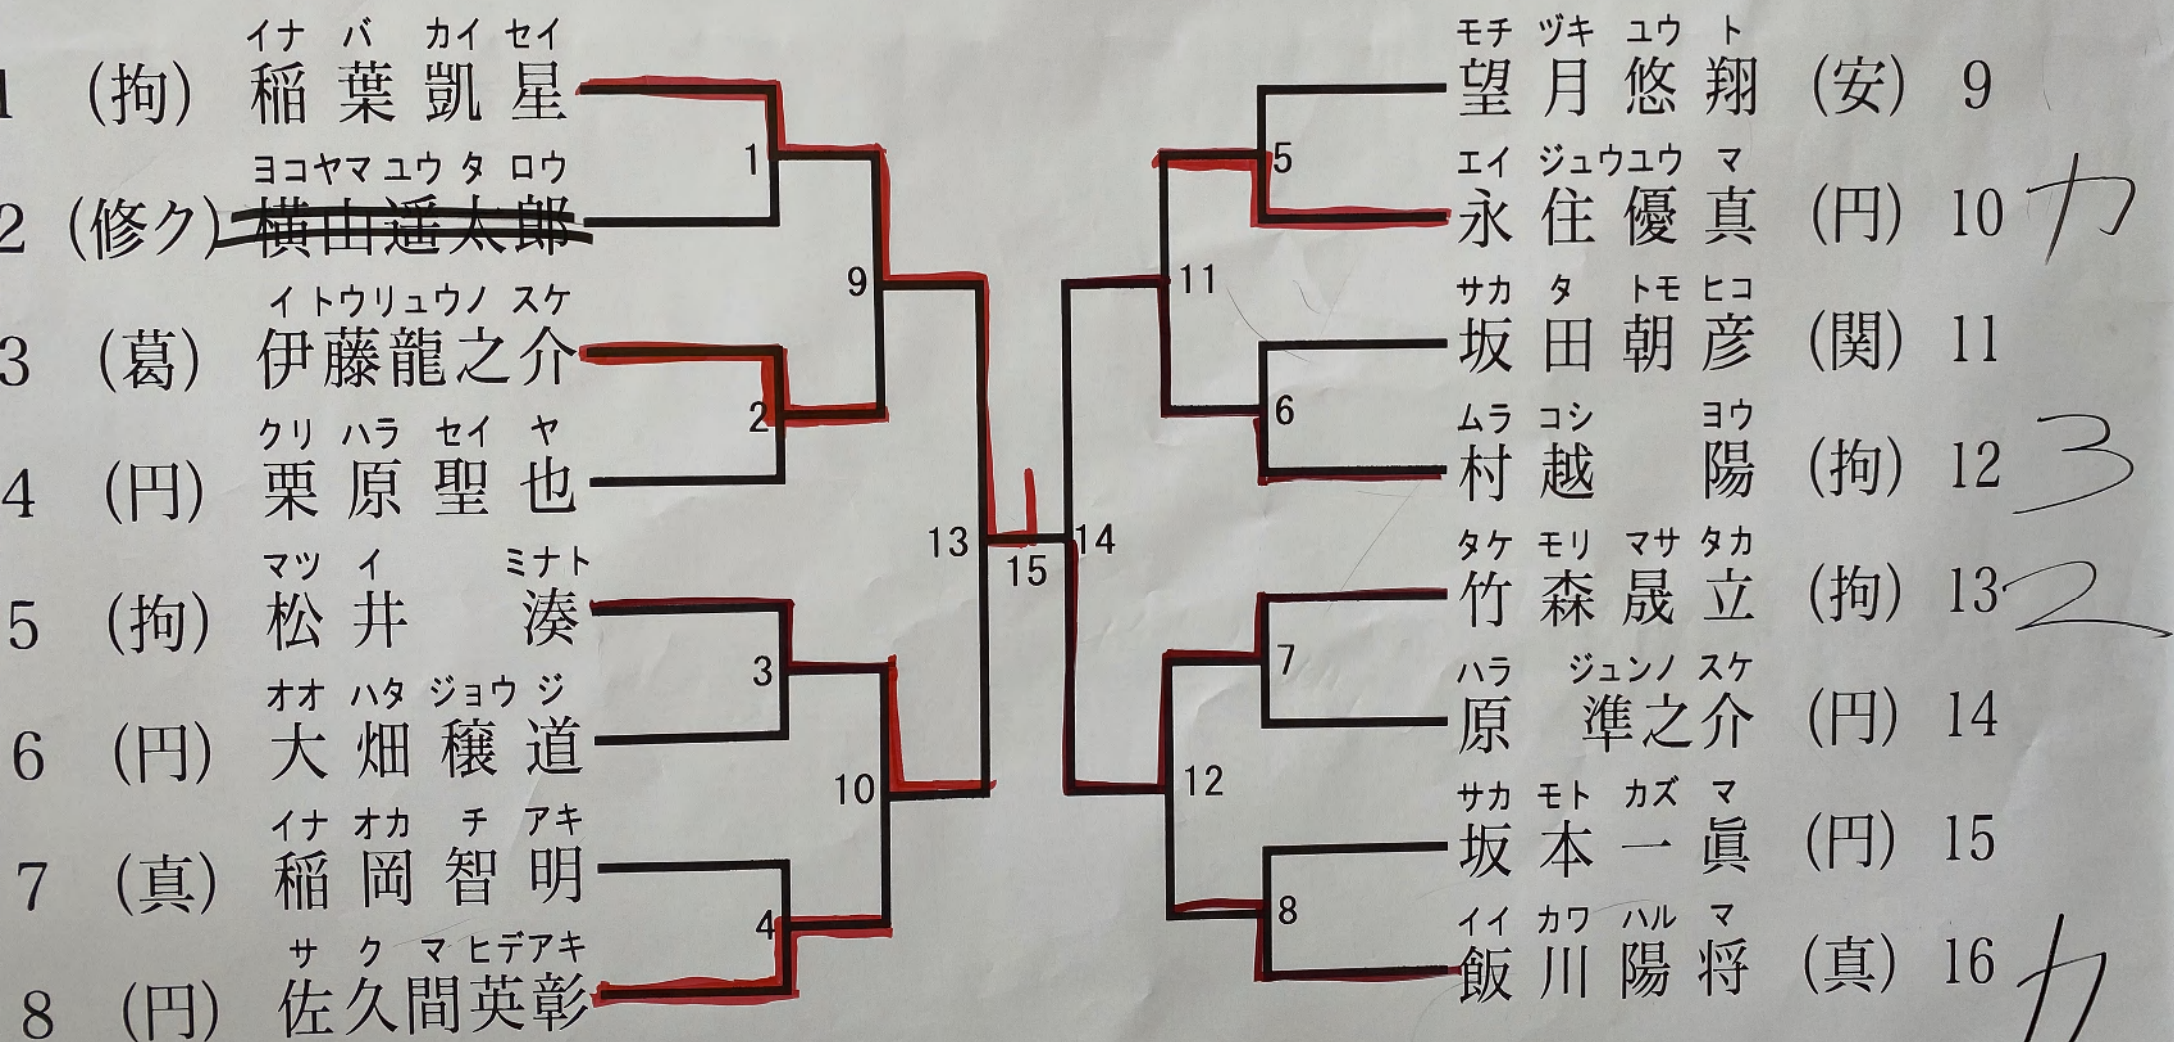 イナ バ カイ セイ
1 (拘) 稲葉凱星
ヨコヤマユウ タ ロウ
2 (修ク) 横山遥太郎
イトウリュウノ スケ
3 (葛) 伊藤龍之介
クリ ハラ セイ ヤ
4 (円) 栗原聖也
マツ イ ミナト
5 (拘) 松井 湊
オオ ハタ ジョウ ジ
6 (円) 大畑穣道
イナ オカ チ アキ
7 (真) 稲岡智明
サ ク マ ヒデアキ
8 (円) 佐久間英彰
1
2
3
4
9
10
13
15
14
11
12
5
6
7
8
モチ ヅキ ユウ ト
望月悠翔 (安) 9
エイ ジュウユウ マ
永住優真 (円) 10 カ
サカ タ トモ ヒコ
坂田朝彦 (関) 11
ムラ コシ ヨウ
村越 陽 (拘) 12 3
タケ モリ マサ タカ
竹森晟立 (拘) 13 2
ハラ ジュンノ スケ
原 準之介 (円) 14
サカ モト カズ マ
坂本一眞 (円) 15
イイ カワ ハル マ
飯川陽将 (真) 16 カ